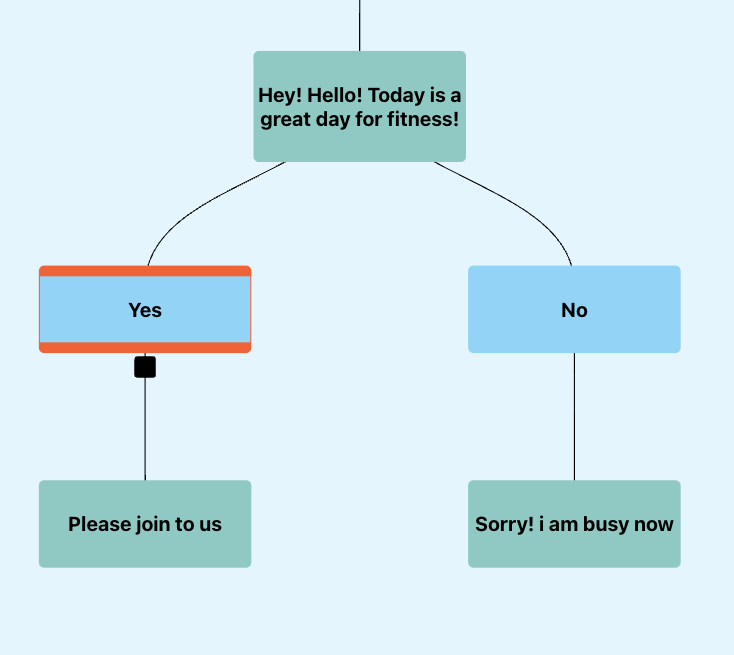 Hey! Hello! Today is a
great day for fitness!
Yes
No
Please join to us
Sorry! i am busy now